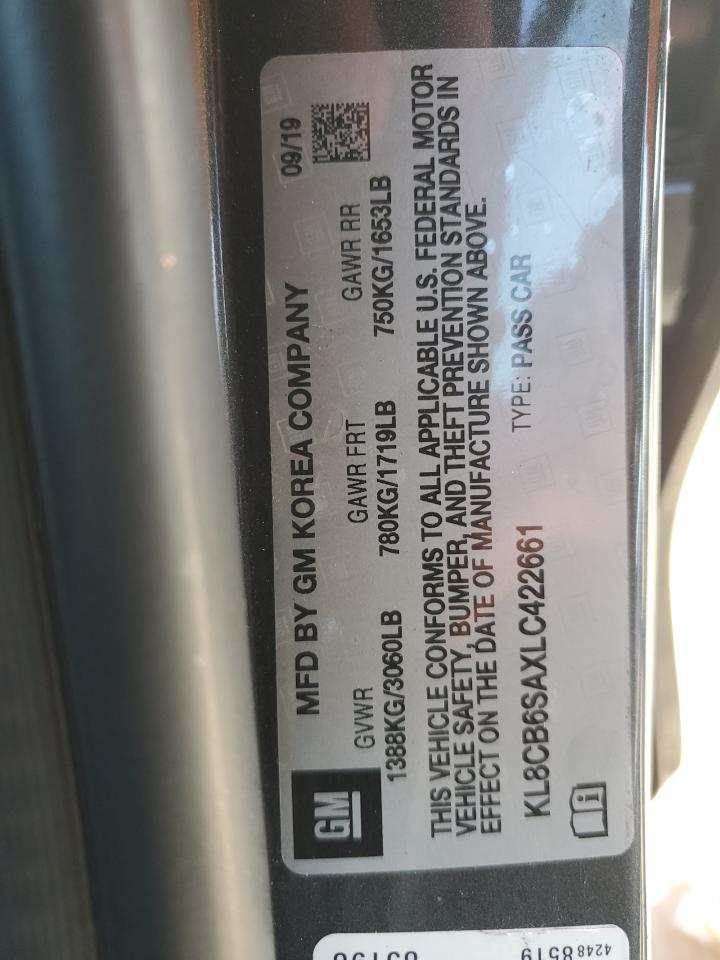 GM
MFD BY GM KOREA COMPANY 09/19
GVWR GAWR FRT GAWR RR
1388KG/3060LB 780KG/1719LB 750KG/1653LB
THIS VEHICLE CONFORMS TO ALL APPLICABLE U.S. FEDERAL MOTOR
VEHICLE SAFETY, BUMPER, AND THEFT PREVENTION STANDARDS IN
EFFECT ON THE DATE OF MANUFACTURE SHOWN ABOVE.
KL8CB6SAXLC422661 TYPE: PASS CAR
42488519